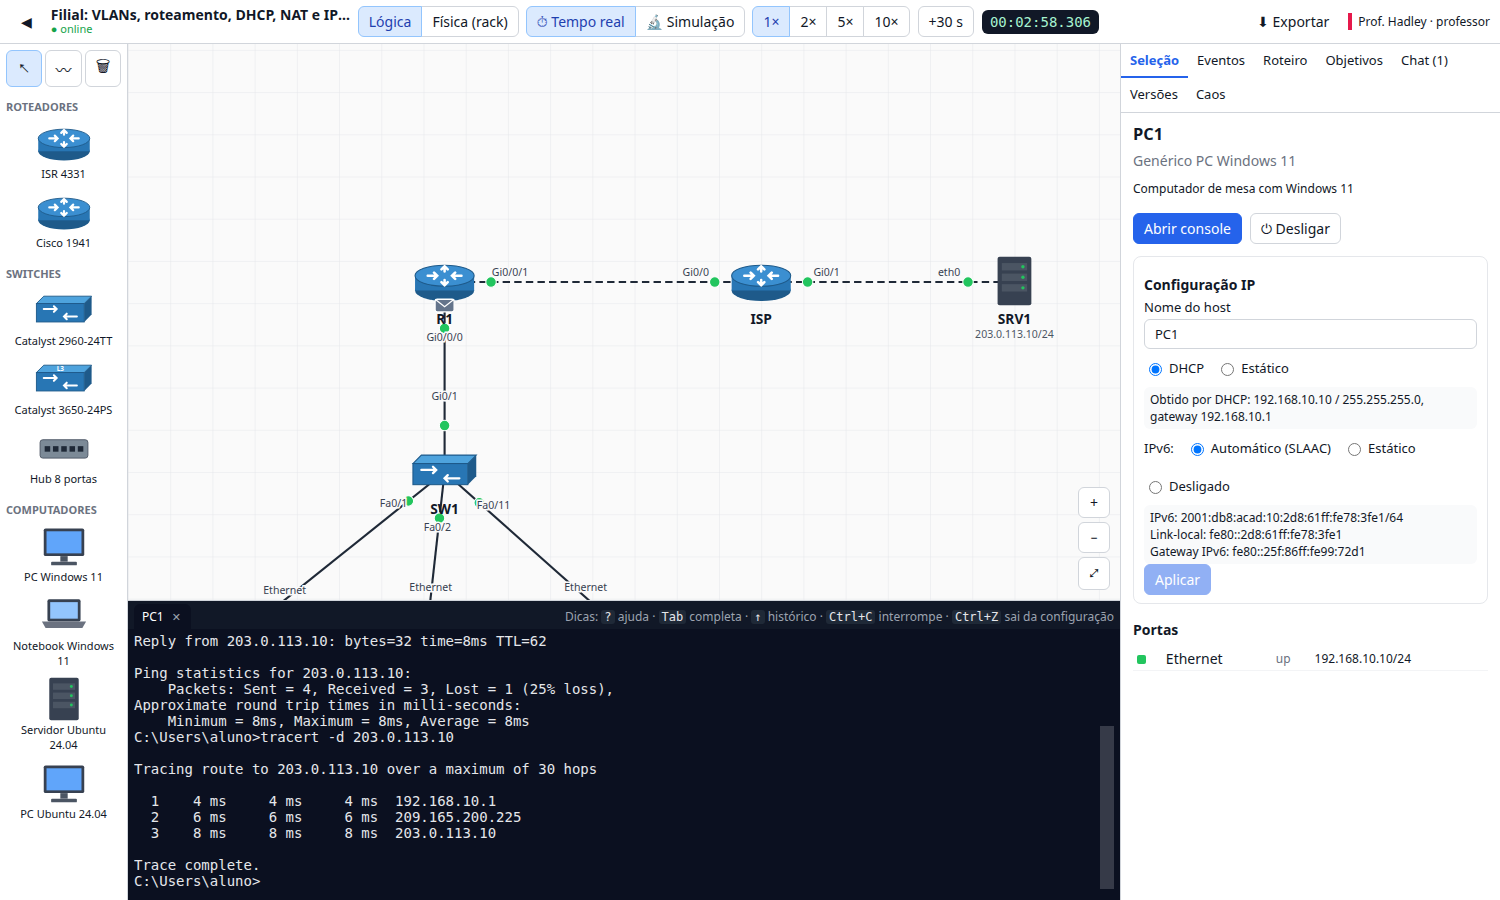 ◀ Filial: VLANs, roteamento, DHCP, NAT e IP...
● online
Lógica Física (rack) ⏱ Tempo real 🔬 Simulação 1× 2× 5× 10× +30 s 00:02:58.306 ⬇ Exportar Prof. Hadley · professor
ROTEADORES
ISR 4331
Cisco 1941
SWITCHES
Catalyst 2960-24TT
L3
Catalyst 3650-24PS
Hub 8 portas
COMPUTADORES
PC Windows 11
Notebook Windows
11
Servidor Ubuntu
24.04
PC Ubuntu 24.04
Gi0/0/1 Gi0/0 Gi0/1 eth0
R1 ISP SRV1
203.0.113.10/24
Gi0/0/0
Gi0/1
Fa0/1 SW1 Fa0/11
Fa0/2
Ethernet Ethernet Ethernet
+
−
⤢
PC1 × Dicas: ? ajuda · Tab completa · ↑ histórico · Ctrl+C interrompe · Ctrl+Z sai da configuração
Reply from 203.0.113.10: bytes=32 time=8ms TTL=62
Ping statistics for 203.0.113.10:
Packets: Sent = 4, Received = 3, Lost = 1 (25% loss),
Approximate round trip times in milli-seconds:
Minimum = 8ms, Maximum = 8ms, Average = 8ms
C:\Users\aluno>tracert -d 203.0.113.10
Tracing route to 203.0.113.10 over a maximum of 30 hops
1 4 ms 4 ms 4 ms 192.168.10.1
2 6 ms 6 ms 6 ms 209.165.200.225
3 8 ms 8 ms 8 ms 203.0.113.10
Trace complete.
C:\Users\aluno>
Seleção Eventos Roteiro Objetivos Chat (1)
Versões Caos
PC1
Genérico PC Windows 11
Computador de mesa com Windows 11
Abrir console ⏻ Desligar
Configuração IP
Nome do host
PC1
DHCP Estático
Obtido por DHCP: 192.168.10.10 / 255.255.255.0,
gateway 192.168.10.1
IPv6: Automático (SLAAC) Estático
Desligado
IPv6: 2001:db8:acad:10:2d8:61ff:fe78:3fe1/64
Link-local: fe80::2d8:61ff:fe78:3fe1
Gateway IPv6: fe80::25f:86ff:fe99:72d1
Aplicar
Portas
Ethernet up 192.168.10.10/24